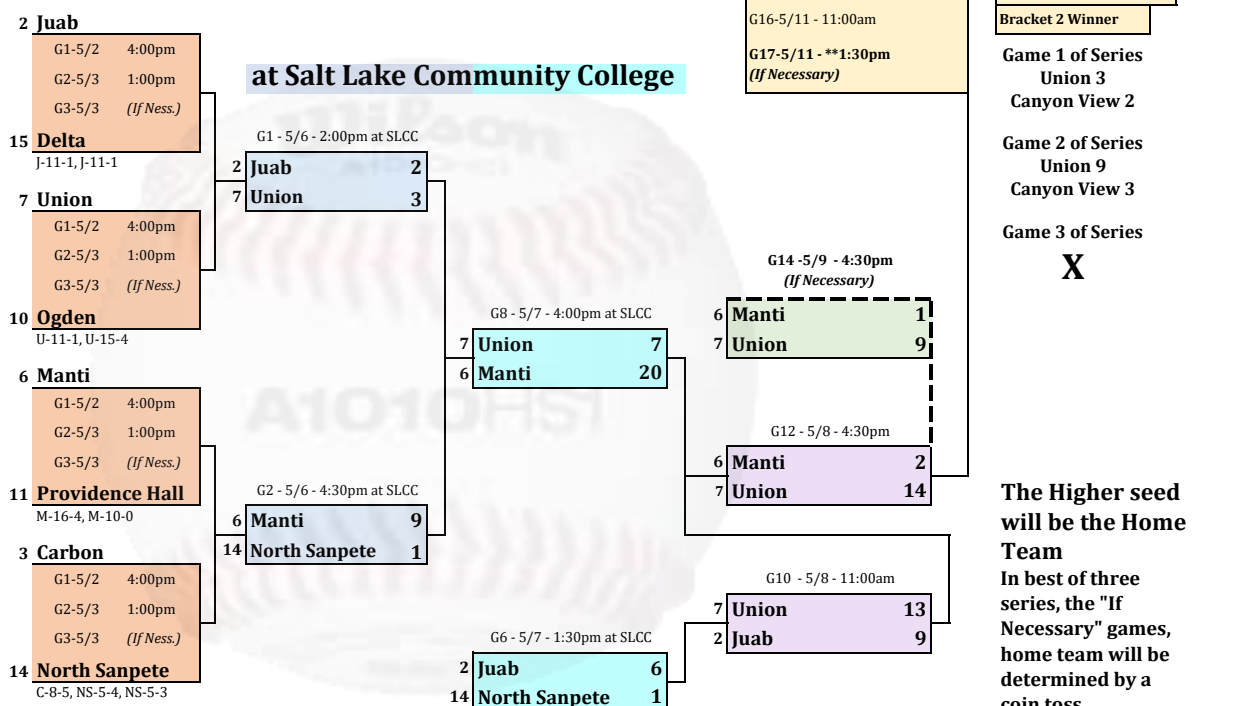 2 Juab
G1-5/2 4:00pm
G2-5/3 1:00pm
G3-5/3 (If Ness.)
15 Delta
J-11-1, J-11-1
7 Union
G1-5/2 4:00pm
G2-5/3 1:00pm
G3-5/3 (If Ness.)
10 Ogden
U-11-1, U-15-4
6 Manti
G1-5/2 4:00pm
G2-5/3 1:00pm
G3-5/3 (If Ness.)
11 Providence Hall
M-16-4, M-10-0
3 Carbon
G1-5/2 4:00pm
G2-5/3 1:00pm
G3-5/3 (If Ness.)
14 North Sanpete
C-8-5, NS-5-4, NS-5-3
at Salt Lake Community College
G1 - 5/6 - 2:00pm at SLCC
2 Juab 2
7 Union 3
G2 - 5/6 - 4:30pm at SLCC
6 Manti 9
14 North Sanpete 1
G8 - 5/7 - 4:00pm at SLCC
7 Union 7
6 Manti 20
G6 - 5/7 - 1:30pm at SLCC
2 Juab 6
14 North Sanpete 1
G16-5/11 - 11:00am
G17-5/11 - **1:30pm
(If Necessary)
G14 -5/9 - 4:30pm
(If Necessary)
6 Manti 1
7 Union 9
G12 - 5/8 - 4:30pm
6 Manti 2
7 Union 14
G10 - 5/8 - 11:00am
7 Union 13
2 Juab 9
Bracket 2 Winner
Game 1 of Series
Union 3
Canyon View 2
Game 2 of Series
Union 9
Canyon View 3
Game 3 of Series
X
The Higher seed
will be the Home
Team
In best of three
series, the "If
Necessary" games,
home team will be
determined by a
coin toss
Wilson
A1010